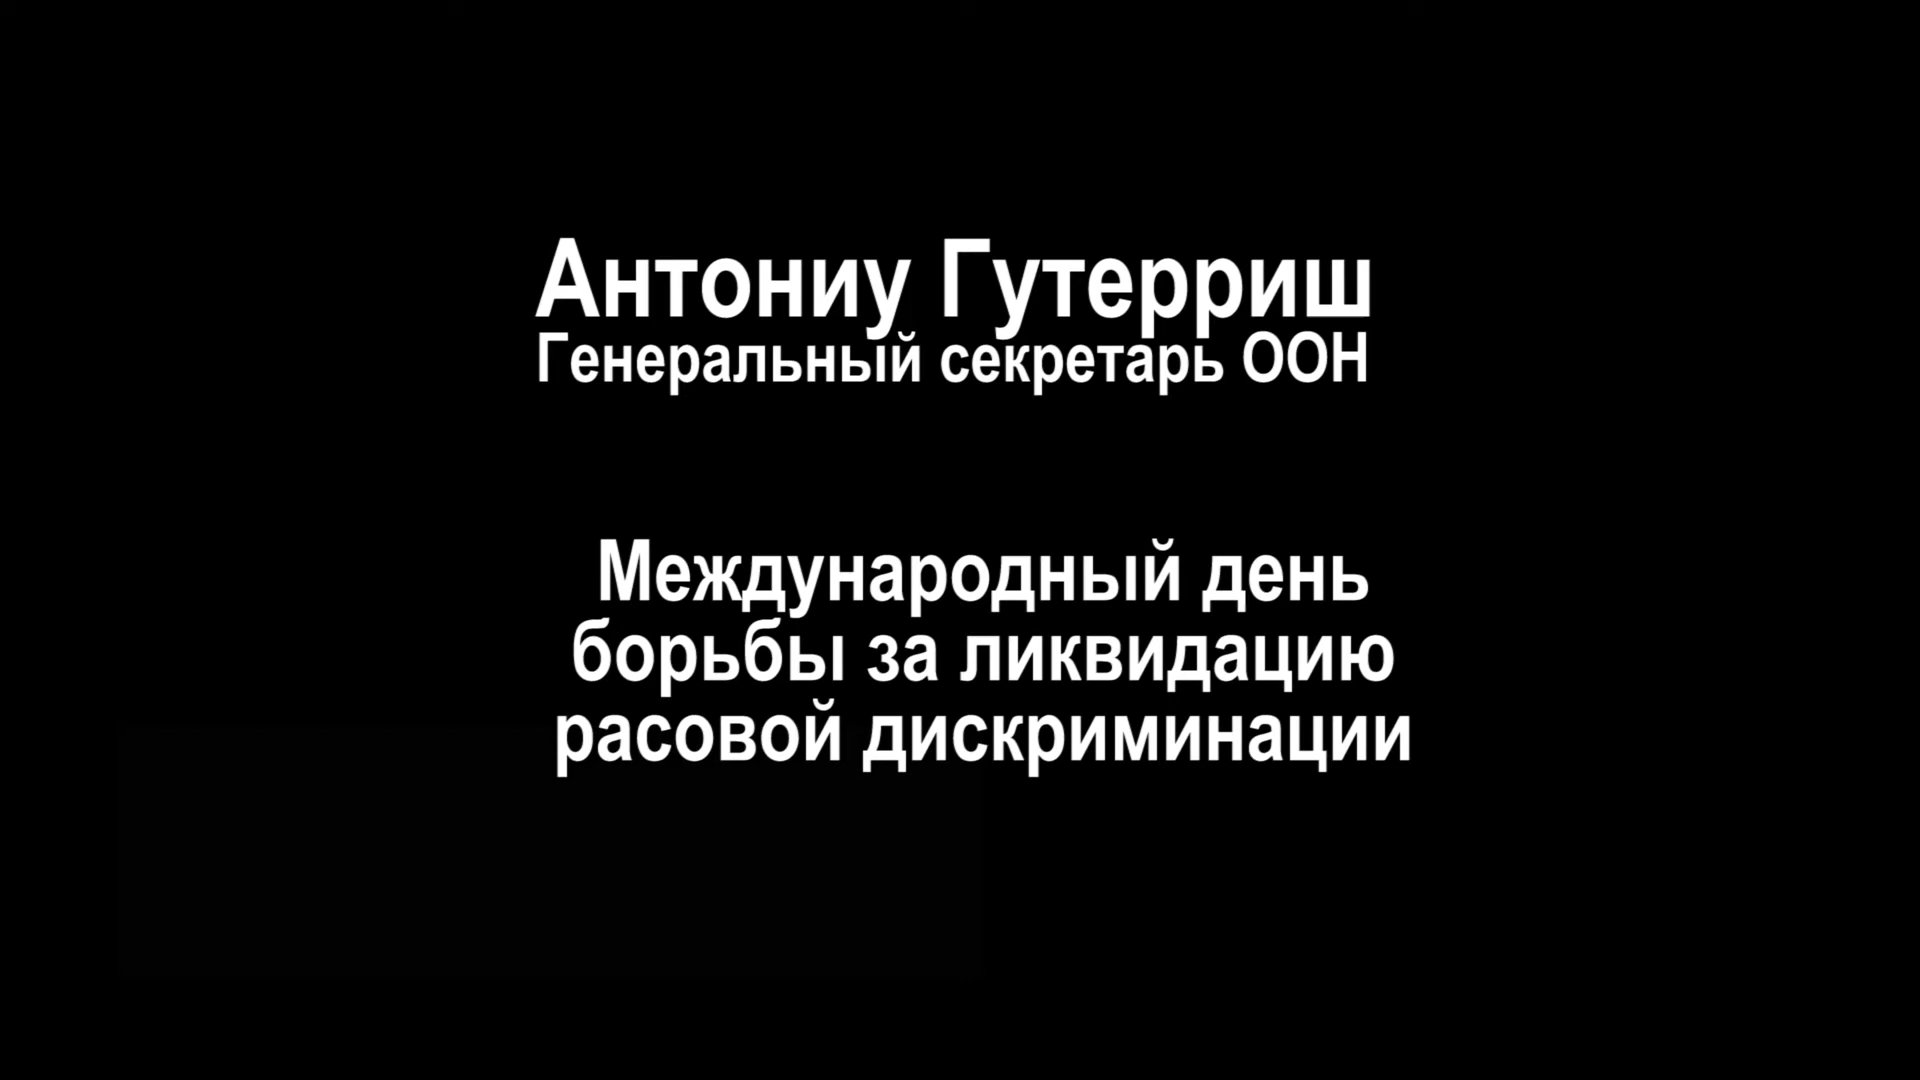 Антониу Гутерриш
Генеральный секретарь ООН
Международный день
борьбы за ликвидацию
расовой дискриминации